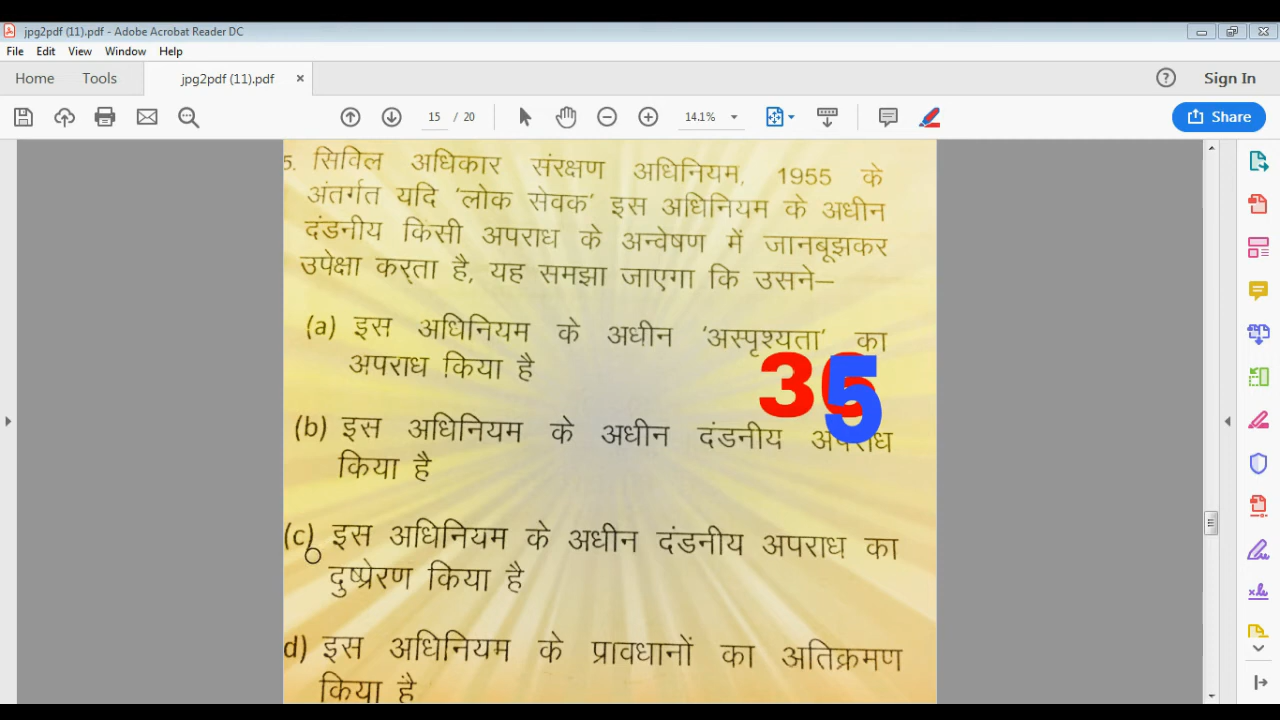 jpg2pdf (11).pdf - Adobe Acrobat Reader DC
File Edit View Window Help
Home Tools jpg2pdf (11).pdf × Sign In
15 / 20 14.1% Share
5. सिविल अधिकार संरक्षण अधिनियम, 1955 के
अंतर्गत यदि 'लोक सेवक' इस अधिनियम के अधीन
दंडनीय किसी अपराध के अन्वेषण में जानबूझकर
उपेक्षा करता है, यह समझा जाएगा कि उसने—
(a) इस अधिनियम के अधीन 'अस्पृश्यता' का
अपराध किया है
36
5
(b) इस अधिनियम के अधीन दंडनीय अपराध
किया है
(c) इस अधिनियम के अधीन दंडनीय अपराध का
दुष्प्रेरण किया है
d) इस अधिनियम के प्रावधानों का अतिक्रमण
किया है